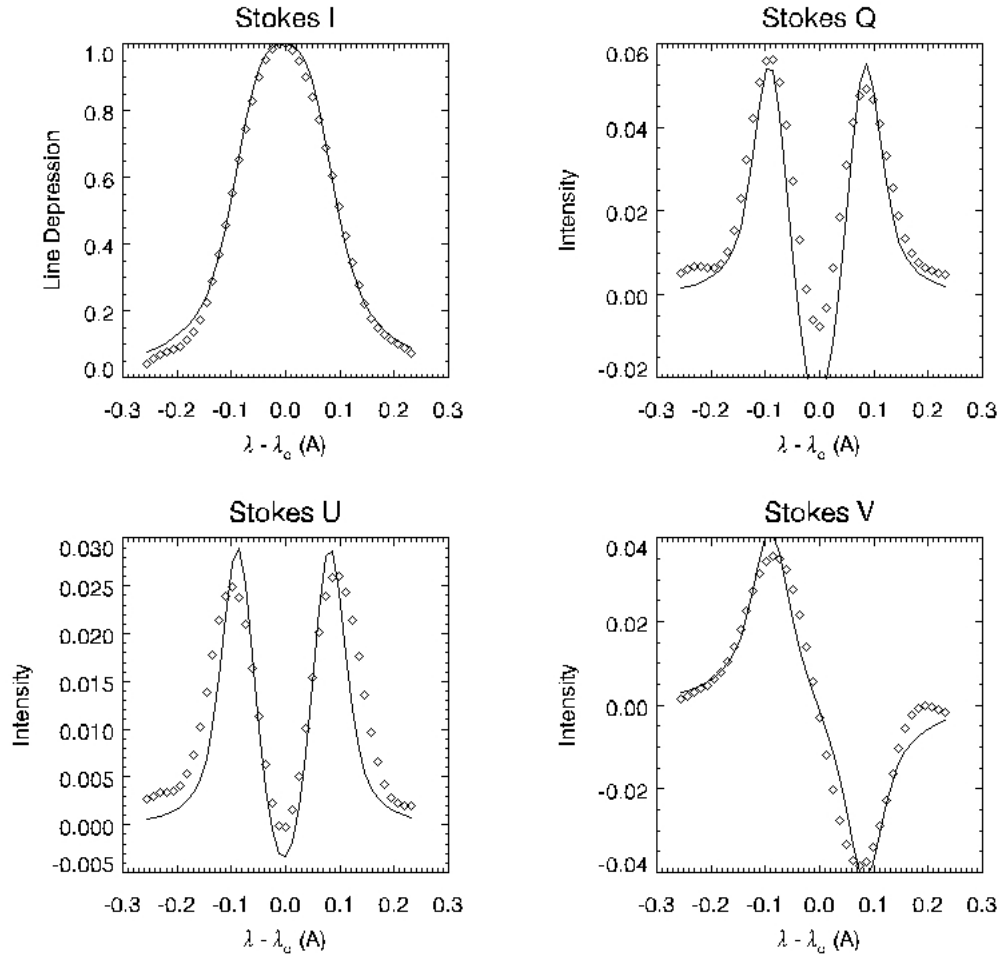 Stokes I
Line Depression
1.0
0.8
0.6
0.4
0.2
0.0
-0.3 -0.2 -0.1 0.0 0.1 0.2 0.3
λ - λo (A)
Stokes Q
Intensity
0.06
0.04
0.02
0.00
-0.02
-0.3 -0.2 -0.1 0.0 0.1 0.2 0.3
λ - λo (A)
Stokes U
Intensity
0.030
0.025
0.020
0.015
0.010
0.005
0.000
-0.005
-0.3 -0.2 -0.1 0.0 0.1 0.2 0.3
λ - λo (A)
Stokes V
Intensity
0.04
0.02
0.00
-0.02
-0.04
-0.3 -0.2 -0.1 0.0 0.1 0.2 0.3
λ - λo (A)